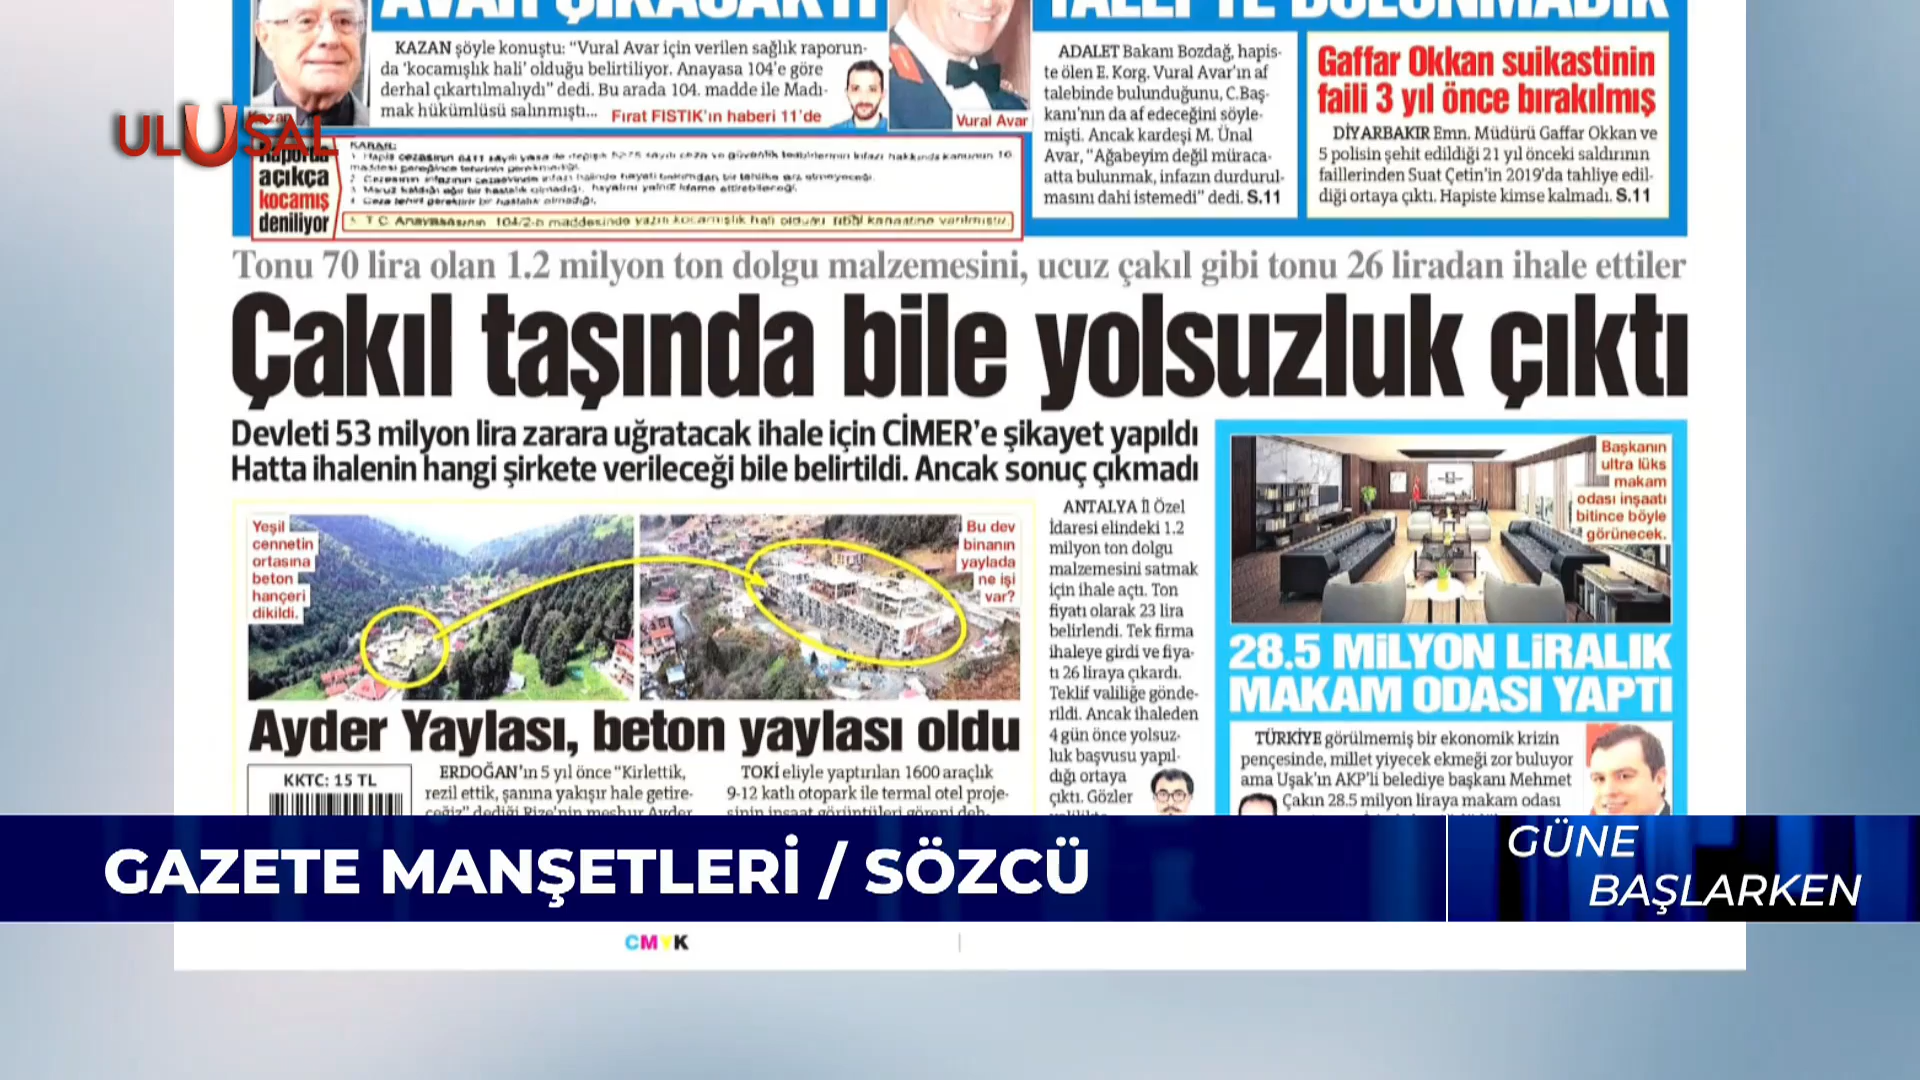 KAZAN şöyle konuştu: “Vural Avar için verilen sağlık raporun-
da ‘kocamışlık hali’ olduğu belirtiliyor. Anayasa 104’e göre
derhal çıkartılmalıydı” dedi. Bu arada 104. madde ile Madı-
mak hükümlüsü salınmıştı... Fırat FISTIK’ın haberi 11’de
Vural Avar
ULUSAL
açıkça
kocamış
deniliyor
ADALET Bakanı Bozdağ, hapis-
te ölen E. Korg. Vural Avar’ın af
talebinde bulunduğunu, C.Baş-
kanı’nın da af edeceğini söyle-
mişti. Ancak kardeşi M. Ünal
Avar, “Ağabeyim değil müraca-
atta bulunmak, infazın durdurul-
masını dahi istemedi” dedi. S.11
Gaffar Okkan suikastinin
faili 3 yıl önce bırakılmış
DİYARBAKIR Emn. Müdürü Gaffar Okkan ve
5 polisin şehit edildiği 21 yıl önceki saldırının
faillerinden Suat Çetin’in 2019’da tahliye edil-
diği ortaya çıktı. Hapiste kimse kalmadı. S.11
Tonu 70 lira olan 1.2 milyon ton dolgu malzemesini, ucuz çakıl gibi tonu 26 liradan ihale ettiler
Çakıl taşında bile yolsuzluk çıktı
Devleti 53 milyon lira zarara uğratacak ihale için CİMER’e şikayet yapıldı
Hatta ihalenin hangi şirkete verileceği bile belirtildi. Ancak sonuç çıkmadı
Yeşil
cennetin
ortasına
beton
hançeri
dikildi.
Bu dev
binanın
yaylada
ne işi
var?
Ayder Yaylası, beton yaylası oldu
KKTC: 15 TL
ERDOĞAN’ın 5 yıl önce “Kirlettik,
rezil ettik, şanına yakışır hale getire-
ceğiz” dediği Rize’nin meşhur Ayder
TOKİ eliyle yaptırılan 1600 araçlık
9-12 katlı otopark ile termal otel proje-
sinin inşaat görüntüleri göreni deh-
ANTALYA İl Özel
İdaresi elindeki 1.2
milyon ton dolgu
malzemesini satmak
için ihale açtı. Ton
fiyatı olarak 23 lira
belirlendi. Tek firma
ihaleye girdi ve fiya-
tı 26 liraya çıkardı.
Teklif valiliğe gönde-
rildi. Ancak ihaleden
4 gün önce yolsuz-
luk başvusu yapıl-
dığı ortaya
çıktı. Gözler
Başkanın
ultra lüks
makam
odası inşaatı
bitince böyle
görünecek.
28.5 MİLYON LİRALIK
MAKAM ODASI YAPTI
TÜRKİYE görülmemiş bir ekonomik krizin
pençesinde, millet yiyecek ekmeği zor buluyor
ama Uşak’ın AKP’li belediye başkanı Mehmet
Çakın 28.5 milyon liraya makam odası
GAZETE MANŞETLERİ / SÖZCÜ
GÜNE
BAŞLARKEN
CMYK